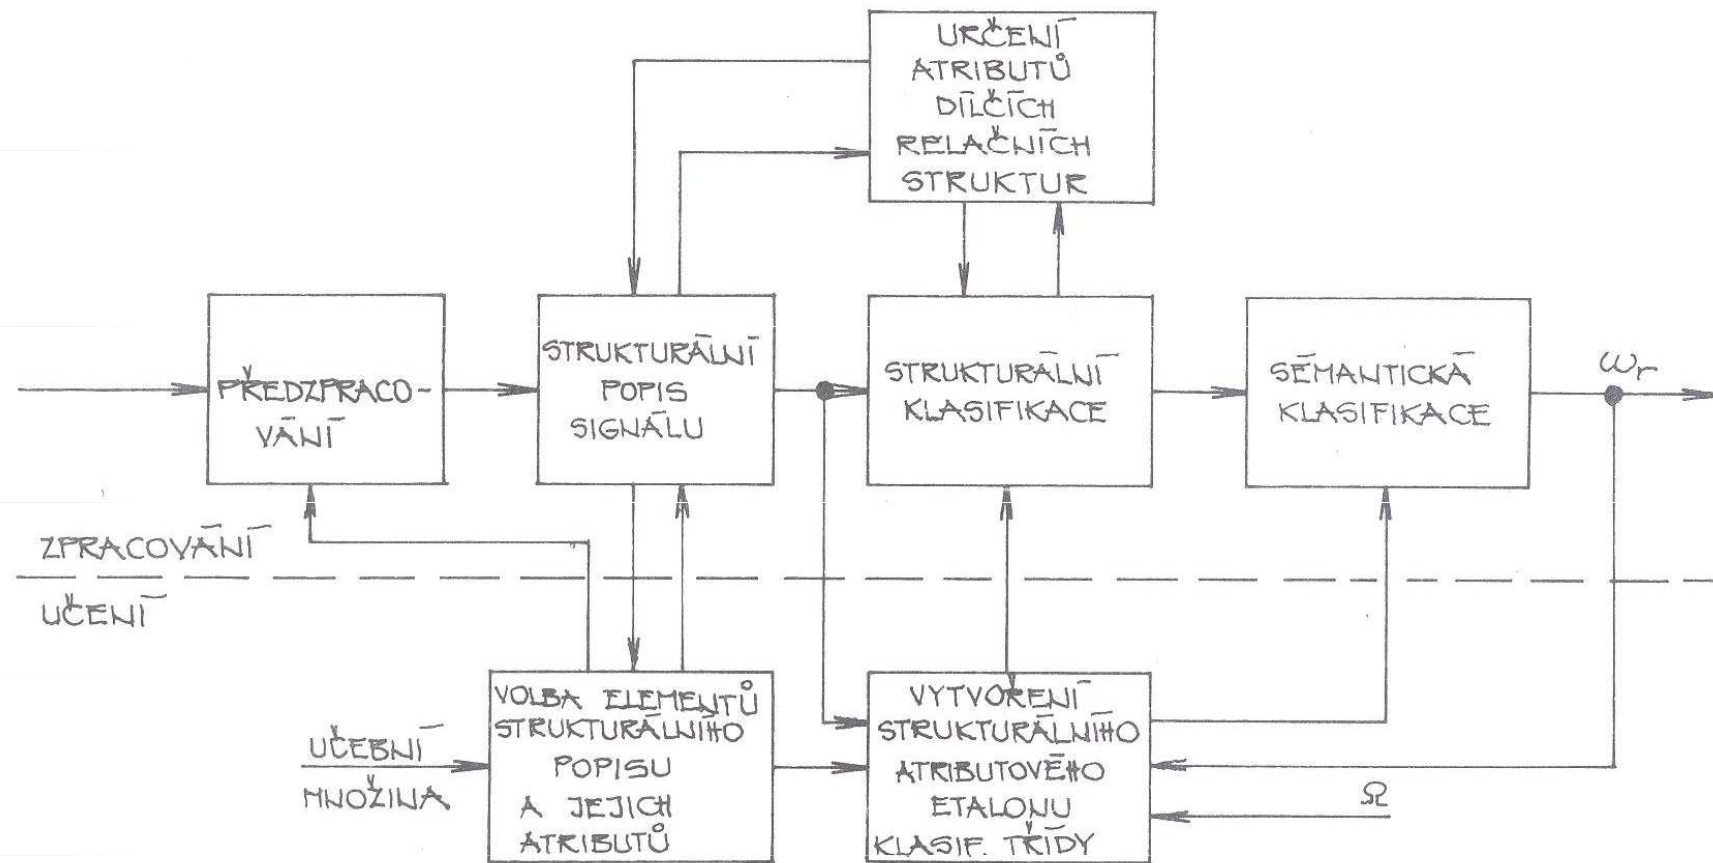 URČENÍ
ATRIBUTŮ
DÍLČÍCH
RELAČNÍCH
STRUKTUR
PŘEDZPRACO-
VÁNÍ
STRUKTURÁLNÍ
POPIS
SIGNÁLU
STRUKTURÁLNÍ
KLASIFIKACE
SÉMANTICKÁ
KLASIFIKACE
ωr
ZPRACOVÁNÍ
UČENÍ
UČEBNÍ
MNOŽINA
VOLBA ELEMENTŮ
STRUKTURÁLNÍHO
POPISU
A JEJICH
ATRIBUTŮ
VYTVOŘENÍ
STRUKTURÁLNÍHO
ATRIBUTOVÉHO
ETALONU
KLASIF. TŘÍDY
Ω